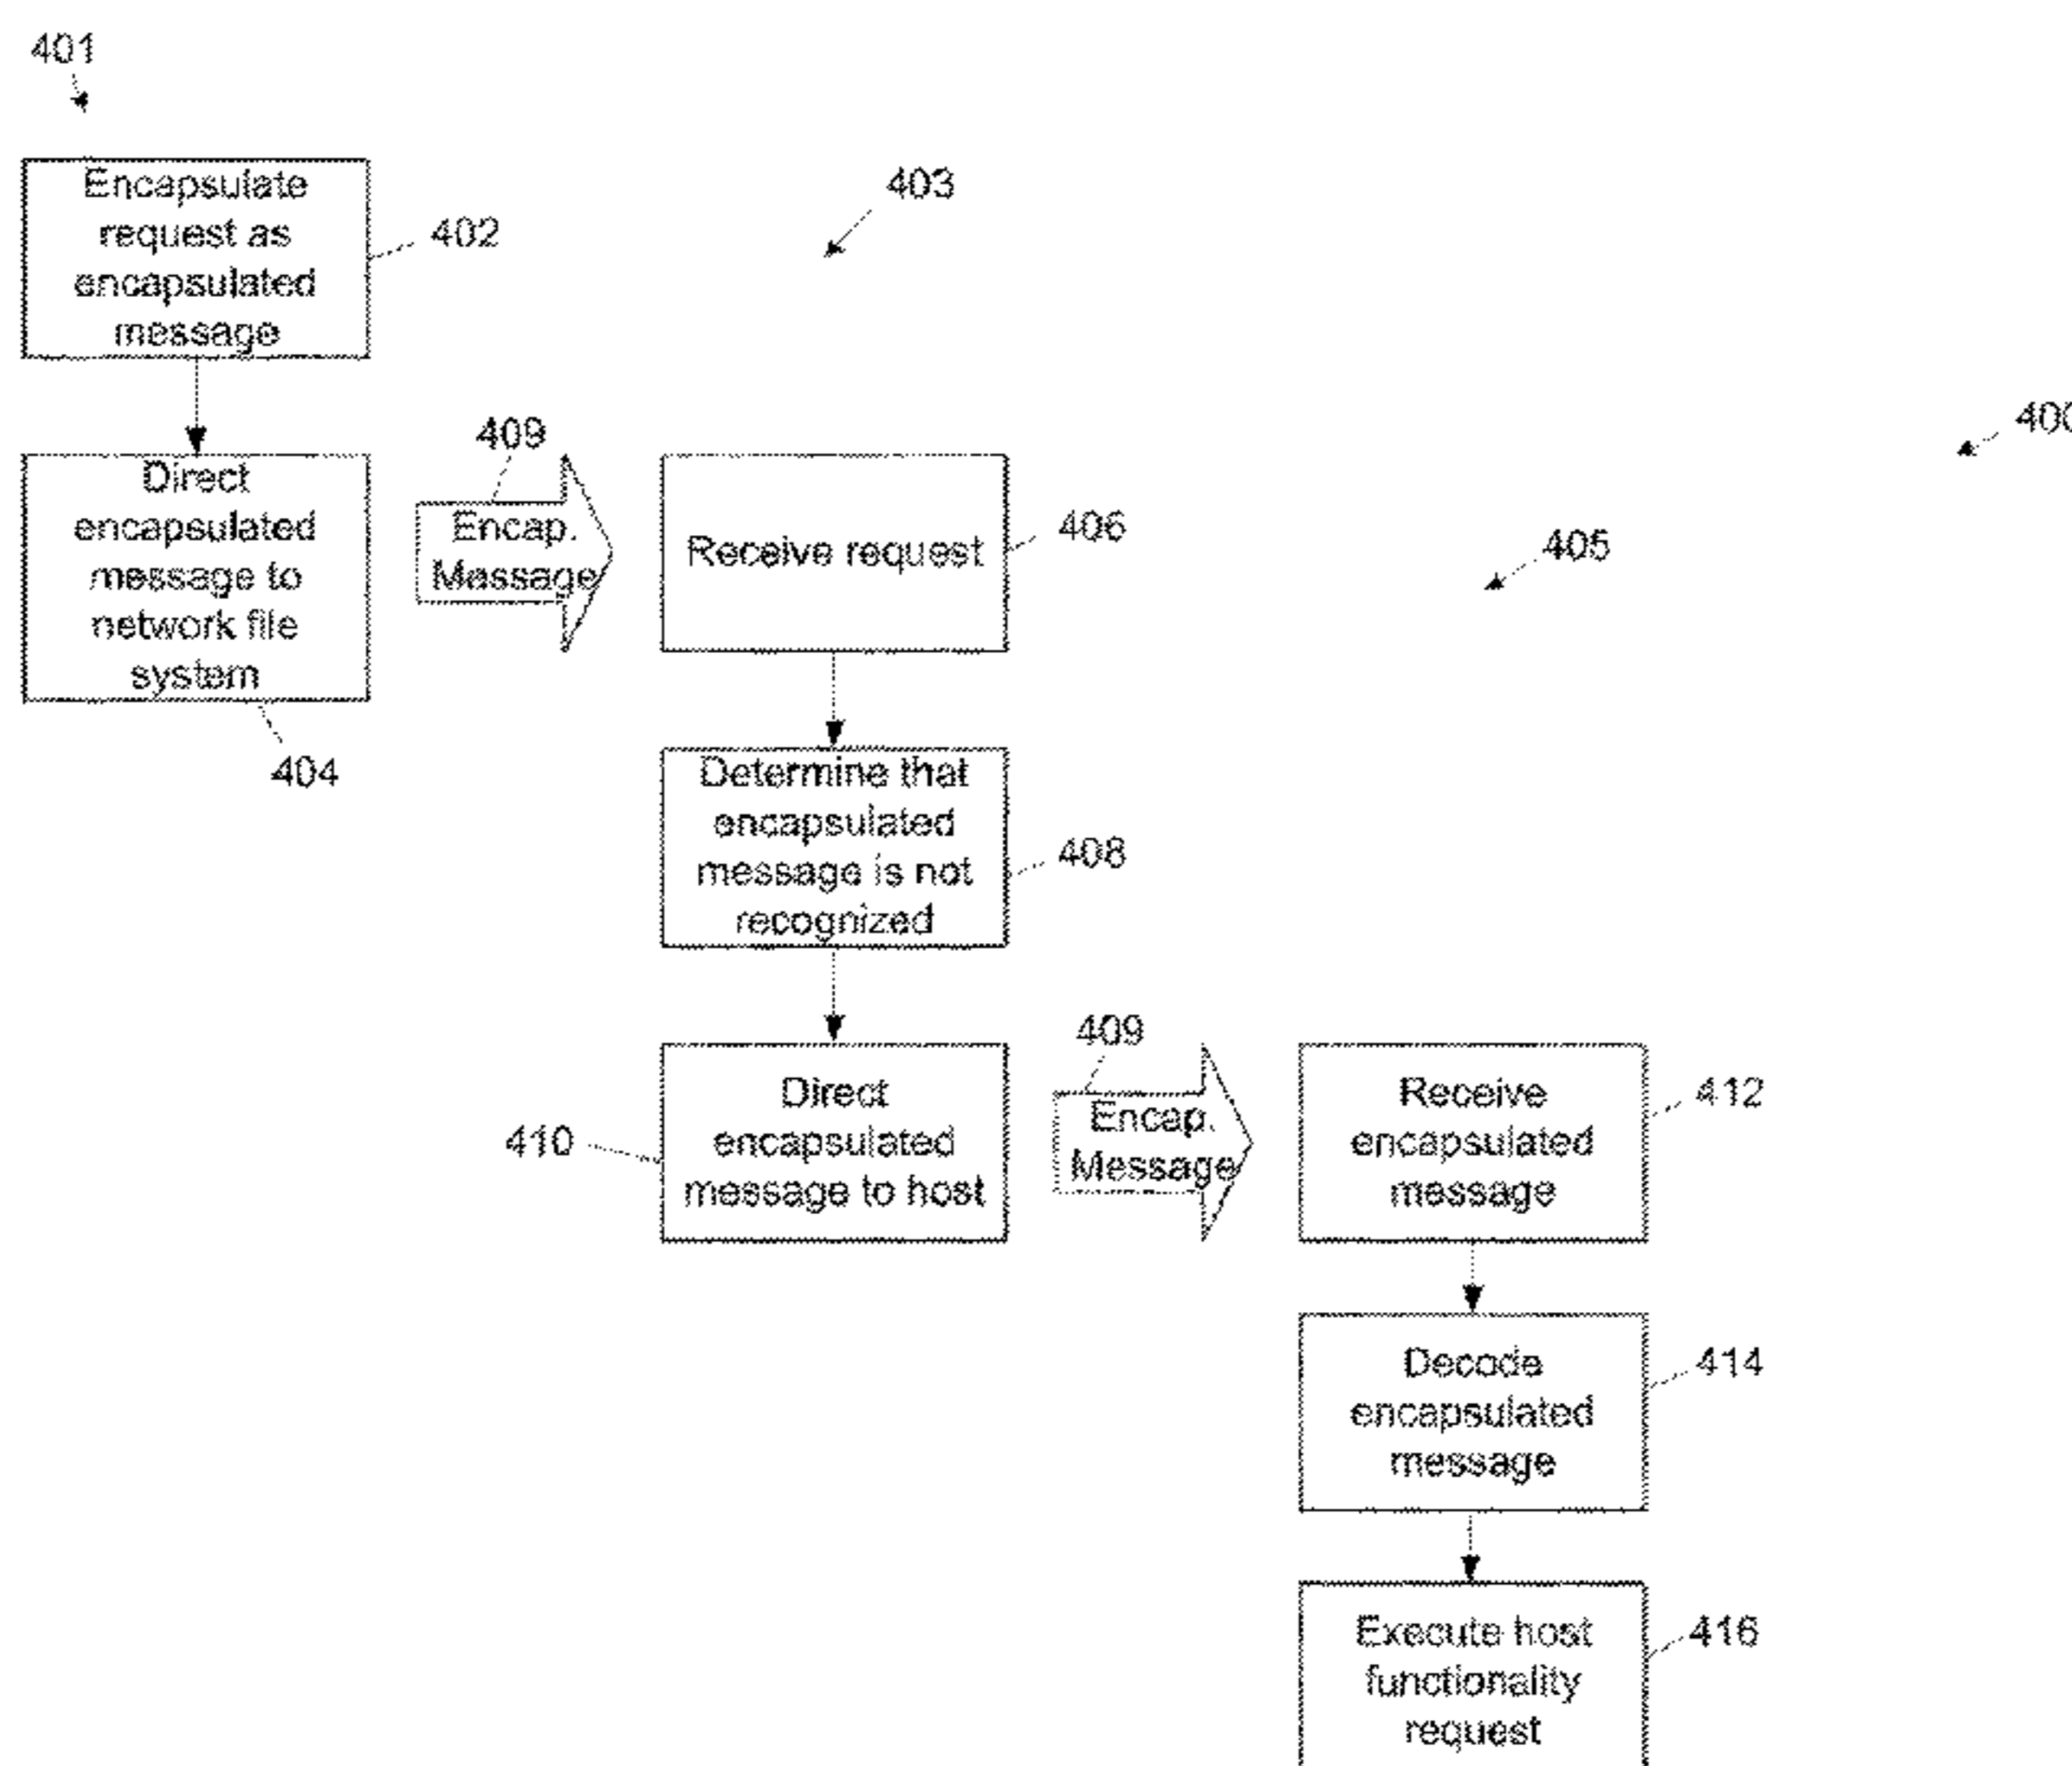 401
Encapsulate
request as
encapsulated
message
402
403
Direct
encapsulated
message to
network file
system
404
409
Encap.
Message
Receive request
406
405
400
Determine that
encapsulated
message is not
recognized
408
410
Direct
encapsulated
message to host
409
Encap.
Message
Receive
encapsulated
message
412
Decode
encapsulated
message
414
Execute host
functionality
request
416